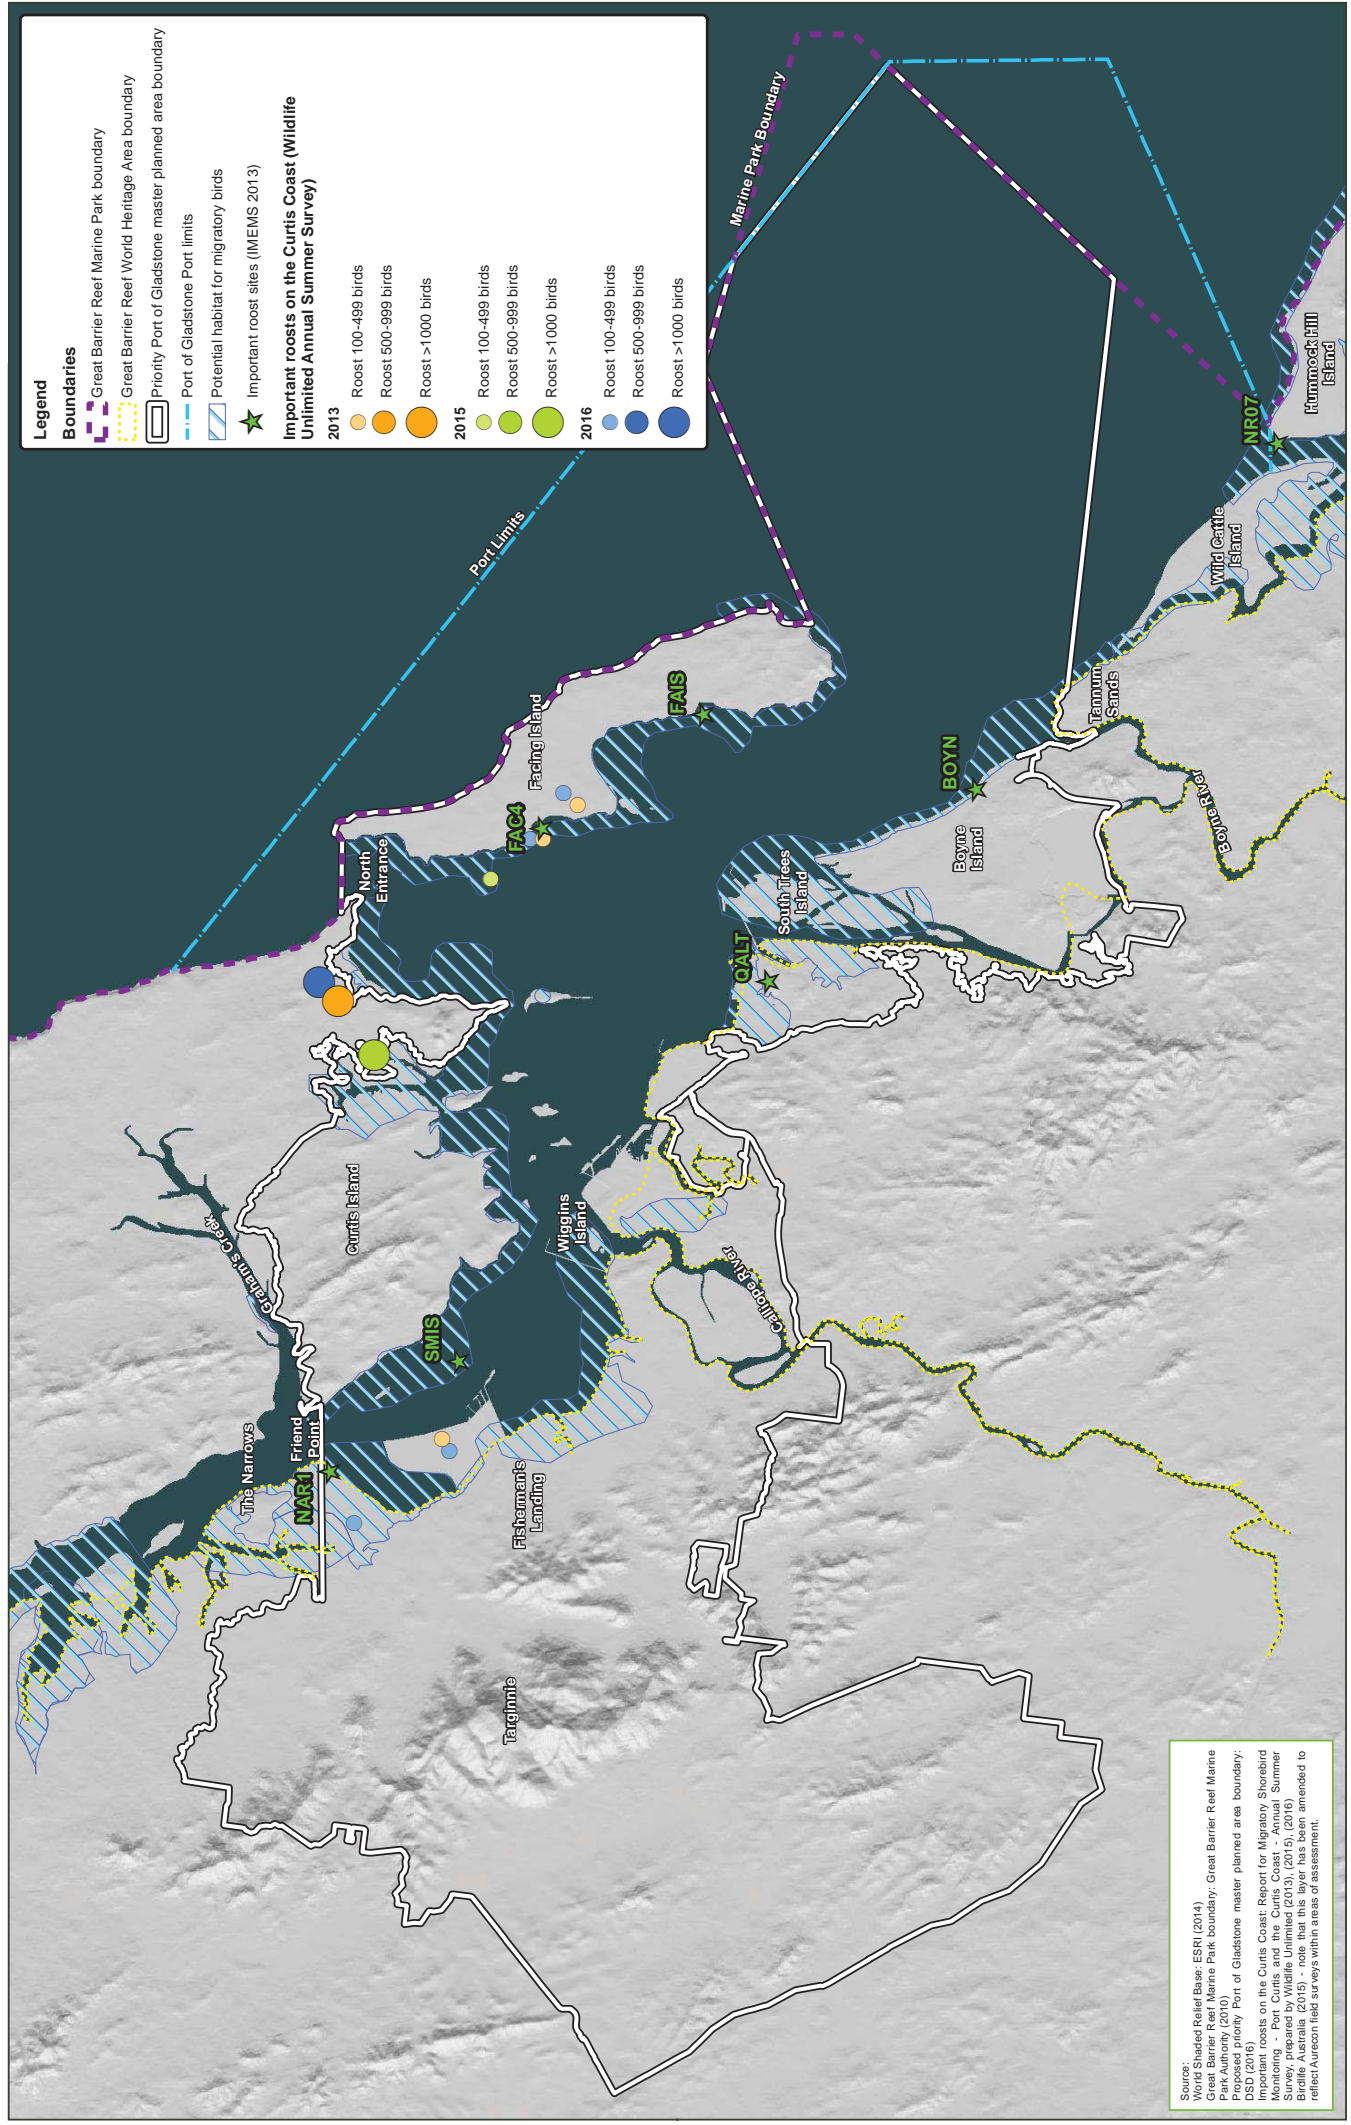 Legend
Boundaries
Great Barrier Reef Marine Park boundary
Great Barrier Reef World Heritage Area boundary
Priority Port of Gladstone master planned area boundary
Port of Gladstone Port limits
Potential habitat for migratory birds
Important roost sites (IMEMS 2013)
Important roosts on the Curtis Coast (Wildlife
Unlimited Annual Summer Survey)
2013
Roost 100-499 birds
Roost 500-999 birds
Roost >1000 birds
2015
Roost 100-499 birds
Roost 500-999 birds
Roost >1000 birds
2016
Roost 100-499 birds
Roost 500-999 birds
Roost >1000 birds
Marine Park Boundary
Port Limits
The Narrows
Friend
Point
NAR1
Graham's Creek
Curtis Island
SMIS
Fisherman's
Landing
Targinnie
Wiggins
Island
Calliope River
North
Entrance
FAC4
Facing Island
FAIS
QALT
South Trees
Island
BOYN
Boyne
Island
Tannum
Sands
Boyne River
Wild Cattle
Island
NR07
Hummock Hill
Island
Source:
World Shaded Relief Base: ESRI (2014)
Great Barrier Reef Marine Park boundary: Great Barrier Reef Marine
Park Authority (2010)
Proposed priority Port of Gladstone master planned area boundary:
DSD (2016)
Important roosts on the Curtis Coast: Report for Migratory Shorebird
Monitoring - Port Curtis and the Curtis Coast - Annual Summer
Survey, prepared by Wildlife Unlimited (2013), (2015), (2016)
Birdlife Australia (2015) - note that this layer has been amended to
reflect Aurecon field surveys within areas of assessment.